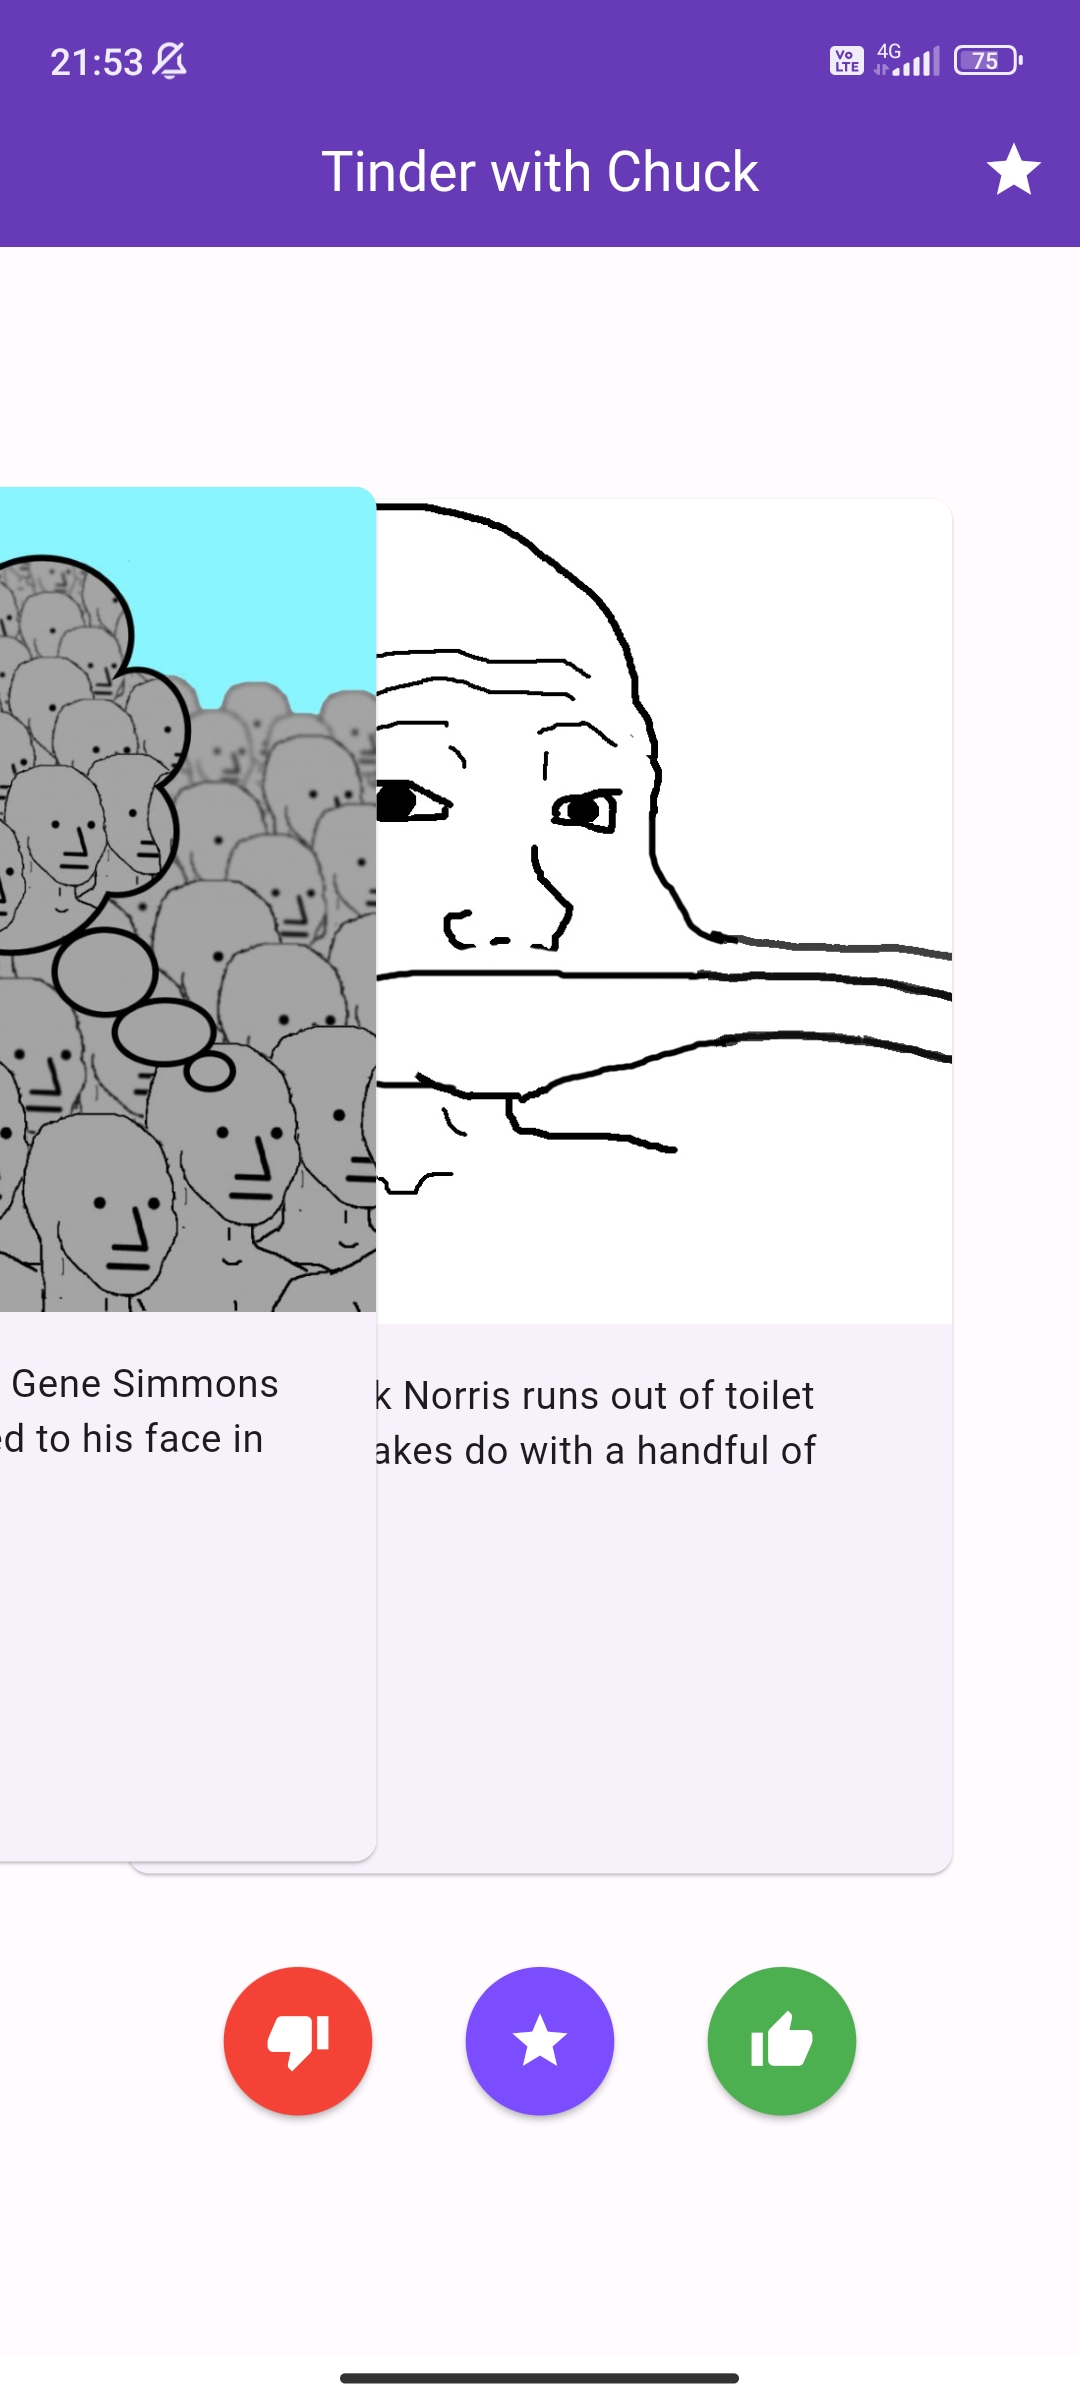 21:53 Vo LTE 4G 75
Tinder with Chuck
Gene Simmons
ed to his face in
k Norris runs out of toilet
akes do with a handful of